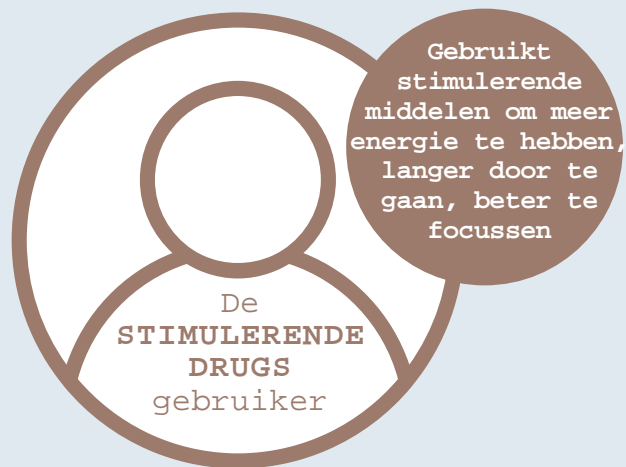 Gebruikt
stimulerende
middelen om meer
energie te hebben,
langer door te
gaan, beter te
focussen
De
STIMULERENDE
DRUGS
gebruiker